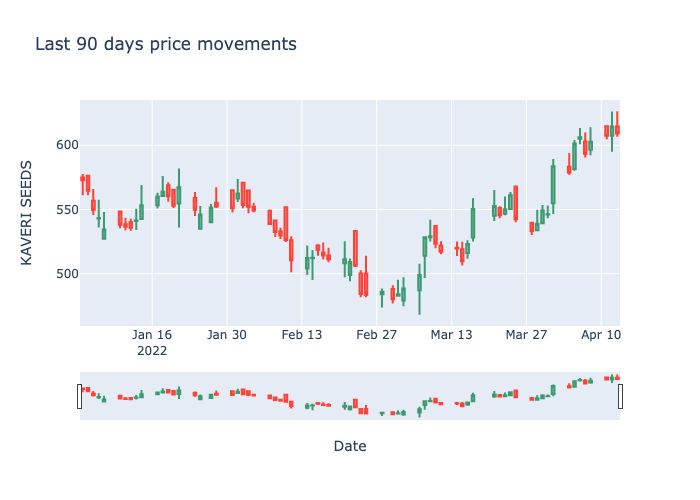 Last 90 days price movements
KAVERI SEEDS
600
550
500
Jan 16
2022
Jan 30
Feb 13
Feb 27
Mar 13
Mar 27
Apr 10
Date